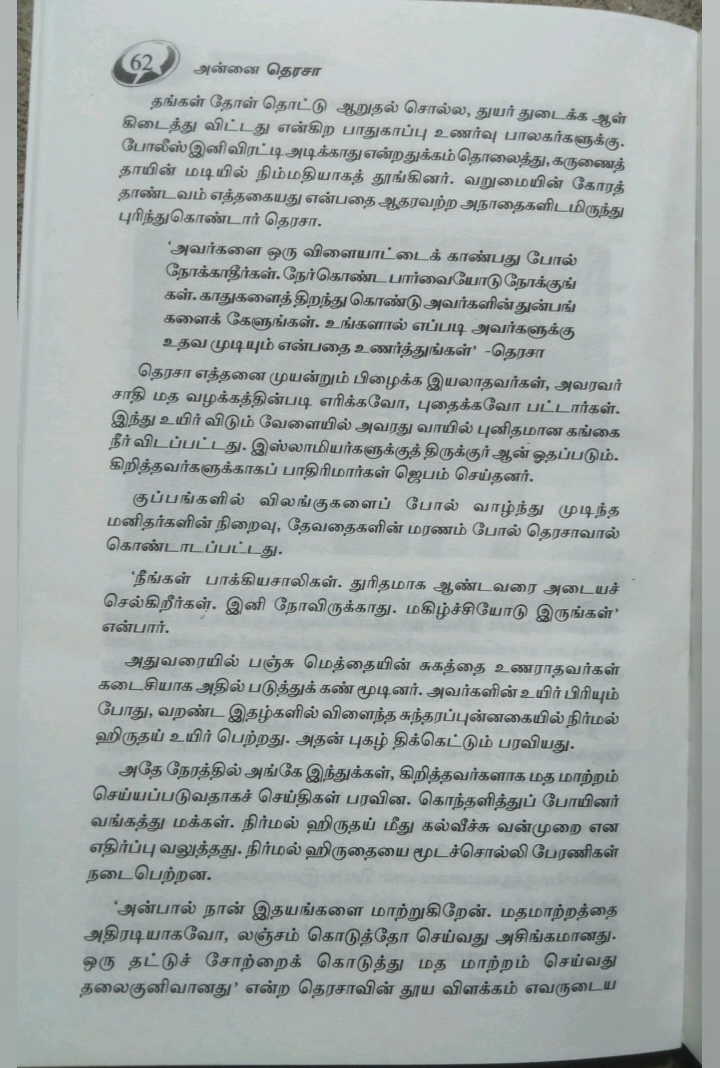 62 அன்னை தெரசா
தங்கள் தோள் தொட்டு ஆறுதல் சொல்ல, துயர் துடைக்க ஆள்
கிடைத்து விட்டது என்கிற பாதுகாப்பு உணர்வு பாலகர்களுக்கு.
போலீஸ் இனி விரட்டி அடிக்காது என்ற துக்கம் தொலைத்து, கருணைத்
தாயின் மடியில் நிம்மதியாகத் தூங்கினர். வறுமையின் கோரத்
தாண்டவம் எத்தகையது என்பதை ஆதரவற்ற அநாதைகளிடமிருந்து
புரிந்துகொண்டார் தெரசா.
'அவர்களை ஒரு விளையாட்டைக் காண்பது போல்
நோக்காதீர்கள். நேர்கொண்ட பார்வையோடு நோக்குங்
கள். காதுகளைத் திறந்து கொண்டு அவர்களின் துன்பங்
களைக் கேளுங்கள். உங்களால் எப்படி அவர்களுக்கு
உதவ முடியும் என்பதை உணர்த்துங்கள்' -தெரசா
தெரசா எத்தனை முயன்றும் பிழைக்க இயலாதவர்கள், அவரவர்
சாதி மத வழக்கத்தின்படி எரிக்கவோ, புதைக்கவோ பட்டார்கள்.
இந்து உயிர் விடும் வேளையில் அவரது வாயில் புனிதமான கங்கை
நீர் விடப்பட்டது. இஸ்லாமியர்களுக்குத் திருக்குர் ஆன் ஓதப்படும்.
கிறித்தவர்களுக்காகப் பாதிரிமார்கள் ஜெபம் செய்தனர்.
குப்பங்களில் விலங்குகளைப் போல் வாழ்ந்து முடிந்த
மனிதர்களின் நிறைவு, தேவதைகளின் மரணம் போல் தெரசாவால்
கொண்டாடப்பட்டது.
'நீங்கள் பாக்கியசாலிகள். துரிதமாக ஆண்டவரை அடையச்
செல்கிறீர்கள். இனி நோவிருக்காது. மகிழ்ச்சியோடு இருங்கள்'
என்பார்.
அதுவரையில் பஞ்சு மெத்தையின் சுகத்தை உணராதவர்கள்
கடைசியாக அதில் படுத்துக் கண் மூடினர். அவர்களின் உயிர் பிரியும்
போது, வறண்ட இதழ்களில் விளைந்த சுந்தரப்புன்னகையில் நிர்மல்
ஹிருதய் உயிர் பெற்றது. அதன் புகழ் திக்கெட்டும் பரவியது.
அதே நேரத்தில் அங்கே இந்துக்கள், கிறித்தவர்களாக மத மாற்றம்
செய்யப்படுவதாகச் செய்திகள் பரவின. கொந்தளித்துப் போயினர்
வங்கத்து மக்கள். நிர்மல் ஹிருதய் மீது கல்வீச்சு வன்முறை என
எதிர்ப்பு வலுத்தது. நிர்மல் ஹிருதையை மூடச்சொல்லி பேரணிகள்
நடைபெற்றன.
'அன்பால் நான் இதயங்களை மாற்றுகிறேன். மதமாற்றத்தை
அதிரடியாகவோ, லஞ்சம் கொடுத்தோ செய்வது அசிங்கமானது.
ஒரு தட்டுச் சோற்றைக் கொடுத்து மத மாற்றம் செய்வது
தலைகுனிவானது' என்ற தெரசாவின் தூய விளக்கம் எவருடைய